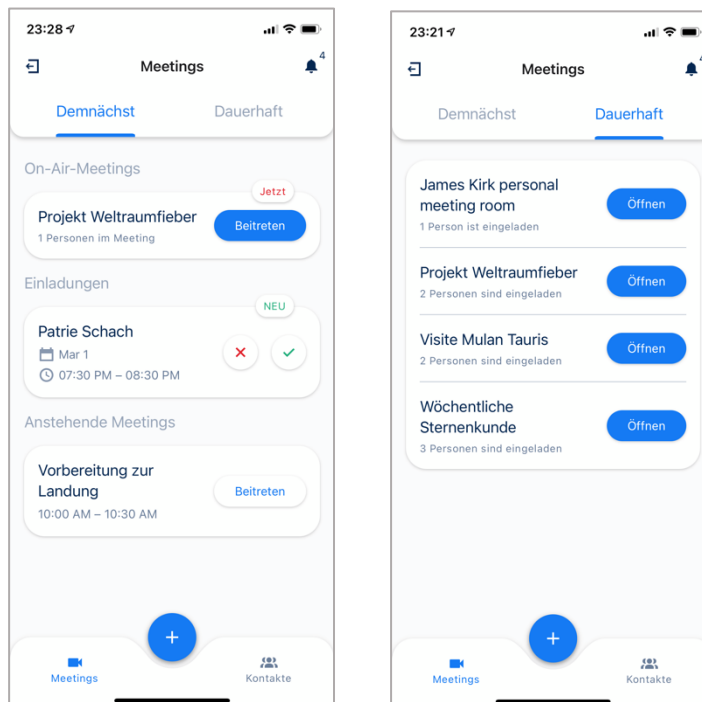 23:28
Meetings
4
Demnächst
Dauerhaft
On-Air-Meetings
Jetzt
Projekt Weltraumfieber
1 Personen im Meeting
Beitreten
Einladungen
NEU
Patrie Schach
Mar 1
07:30 PM – 08:30 PM
Anstehende Meetings
Vorbereitung zur
Landung
10:00 AM – 10:30 AM
Beitreten
+
Meetings
Kontakte
23:21
Meetings
4
Demnächst
Dauerhaft
James Kirk personal
meeting room
1 Person ist eingeladen
Öffnen
Projekt Weltraumfieber
2 Personen sind eingeladen
Öffnen
Visite Mulan Tauris
2 Personen sind eingeladen
Öffnen
Wöchentliche
Sternenkunde
3 Personen sind eingeladen
Öffnen
+
Meetings
Kontakte